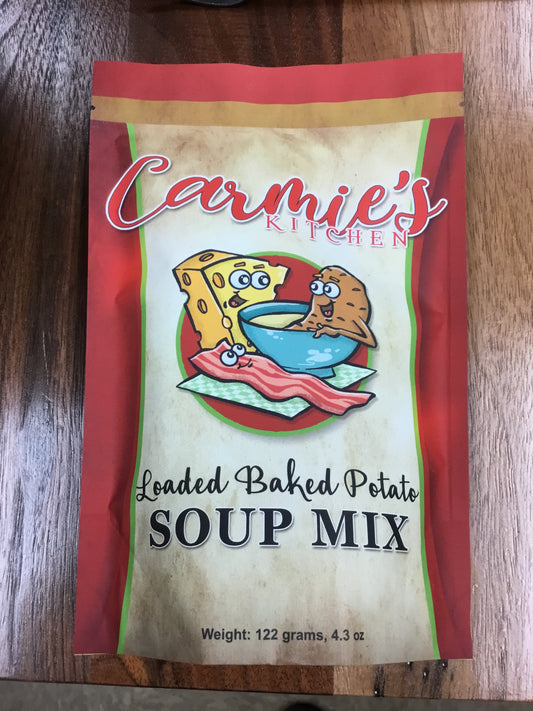 Carmie's
KITCHEN
Loaded Baked Potato
SOUP MIX
Weight: 122 grams, 4.3 oz